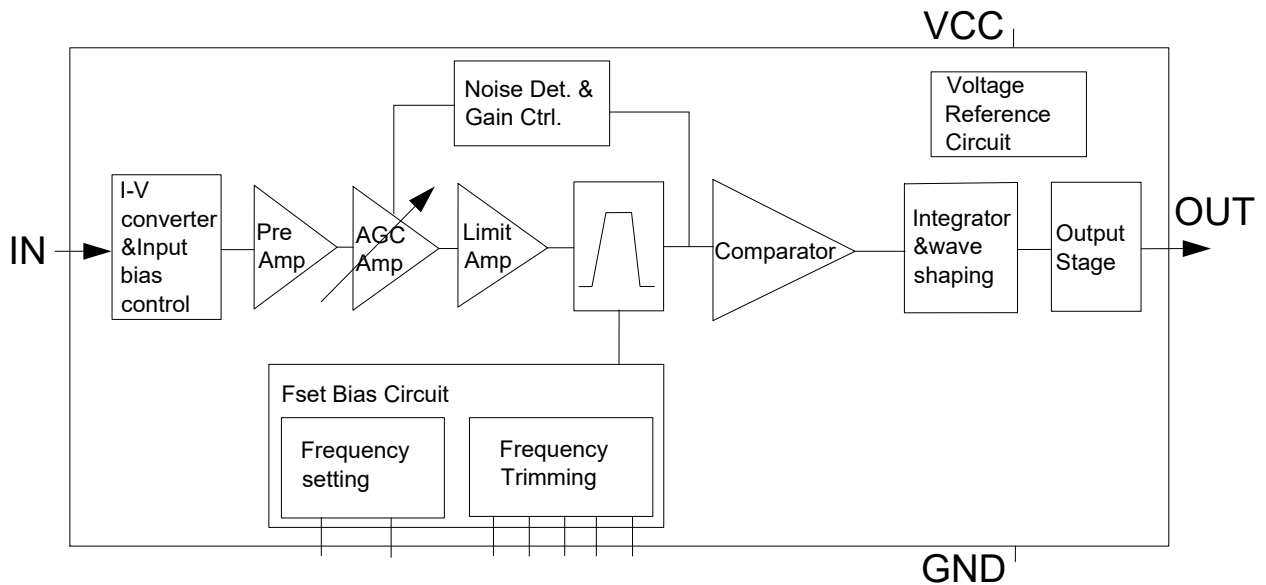 VCC
Noise Det. &
Gain Ctrl.
Voltage
Reference
Circuit
IN
I-V
converter
&Input
bias
control
Pre
Amp
AGC
Amp
Limit
Amp
Comparator
Integrator
&wave
shaping
Output
Stage
OUT
Fset Bias Circuit
Frequency
setting
Frequency
Trimming
GND